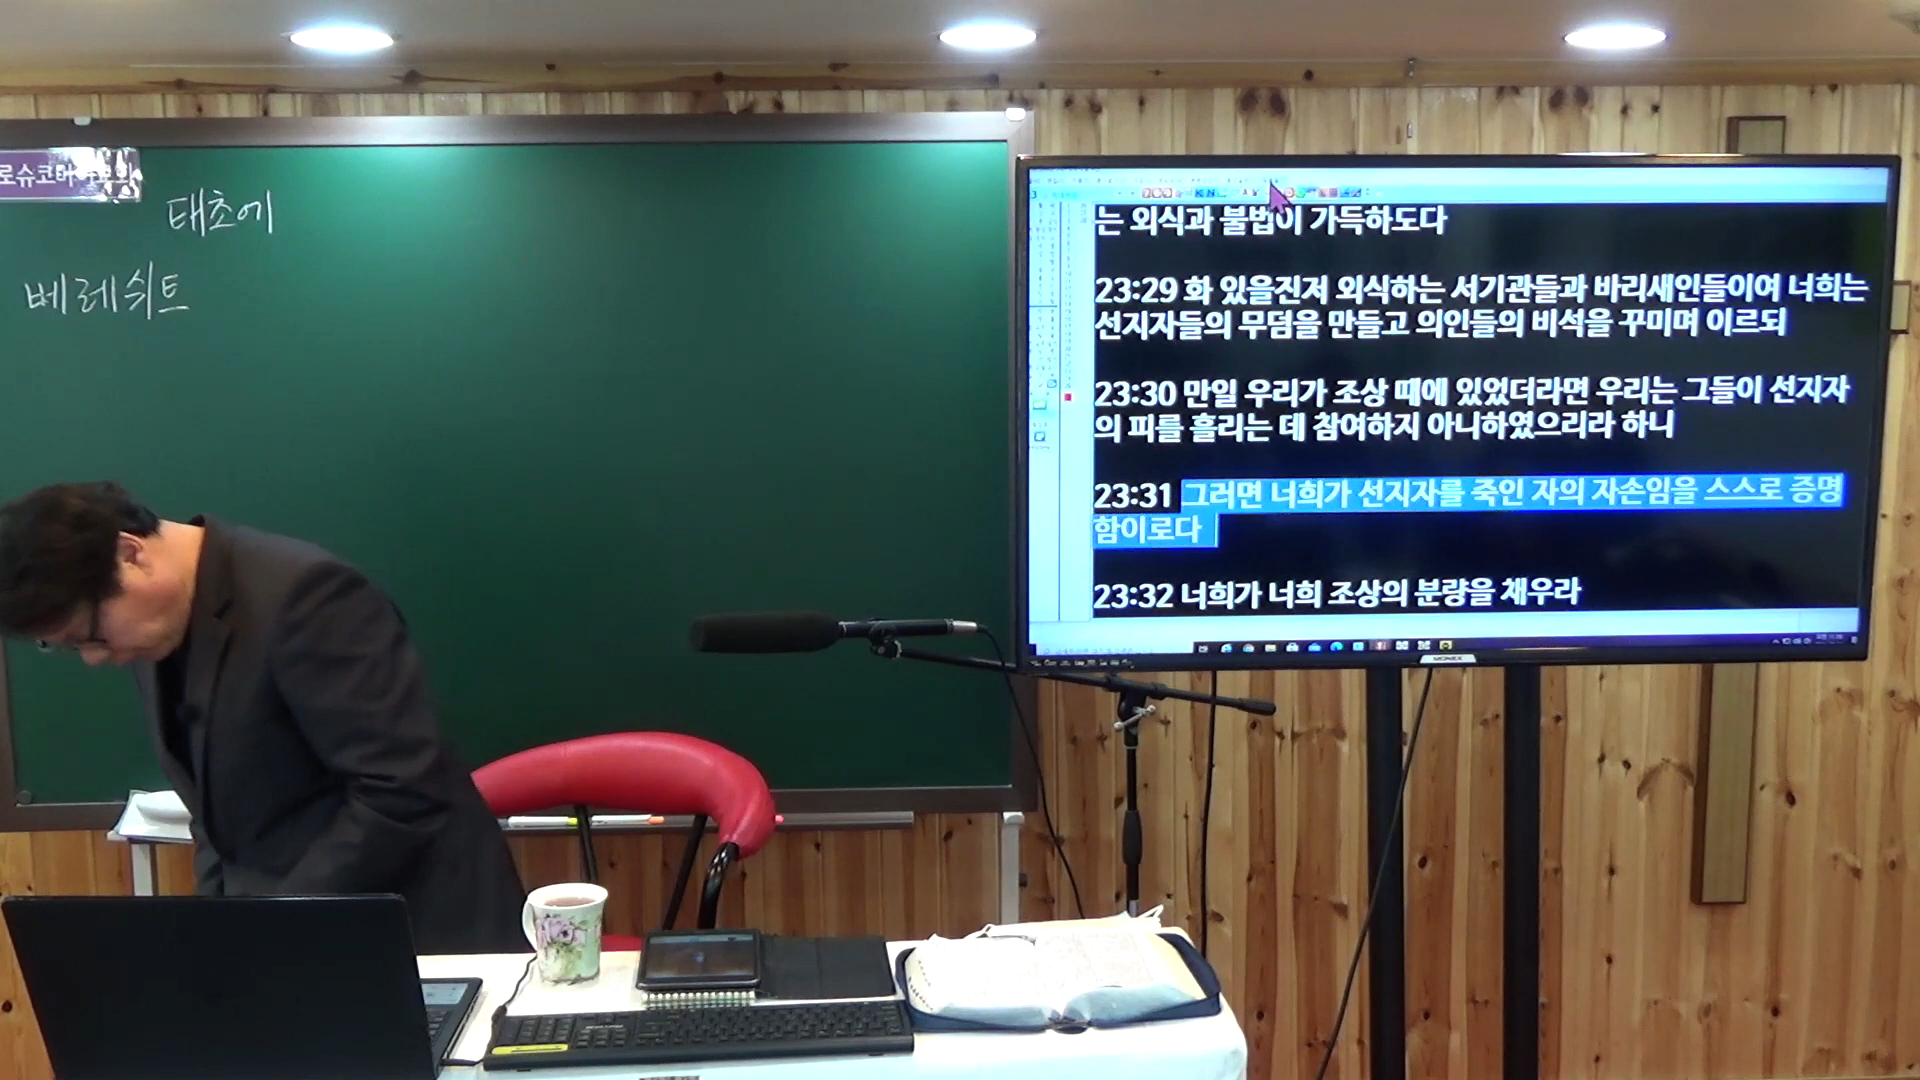 태초에
베레쉬트
는 외식과 불법이 가득하도다
23:29 화 있을진저 외식하는 서기관들과 바리새인들이여 너희는
선지자들의 무덤을 만들고 의인들의 비석을 꾸미며 이르되
23:30 만일 우리가 조상 때에 있었더라면 우리는 그들이 선지자
의 피를 흘리는 데 참여하지 아니하였으리라 하니
23:31 그러면 너희가 선지자를 죽인 자의 자손임을 스스로 증명
함이로다
23:32 너희가 너희 조상의 분량을 채우라